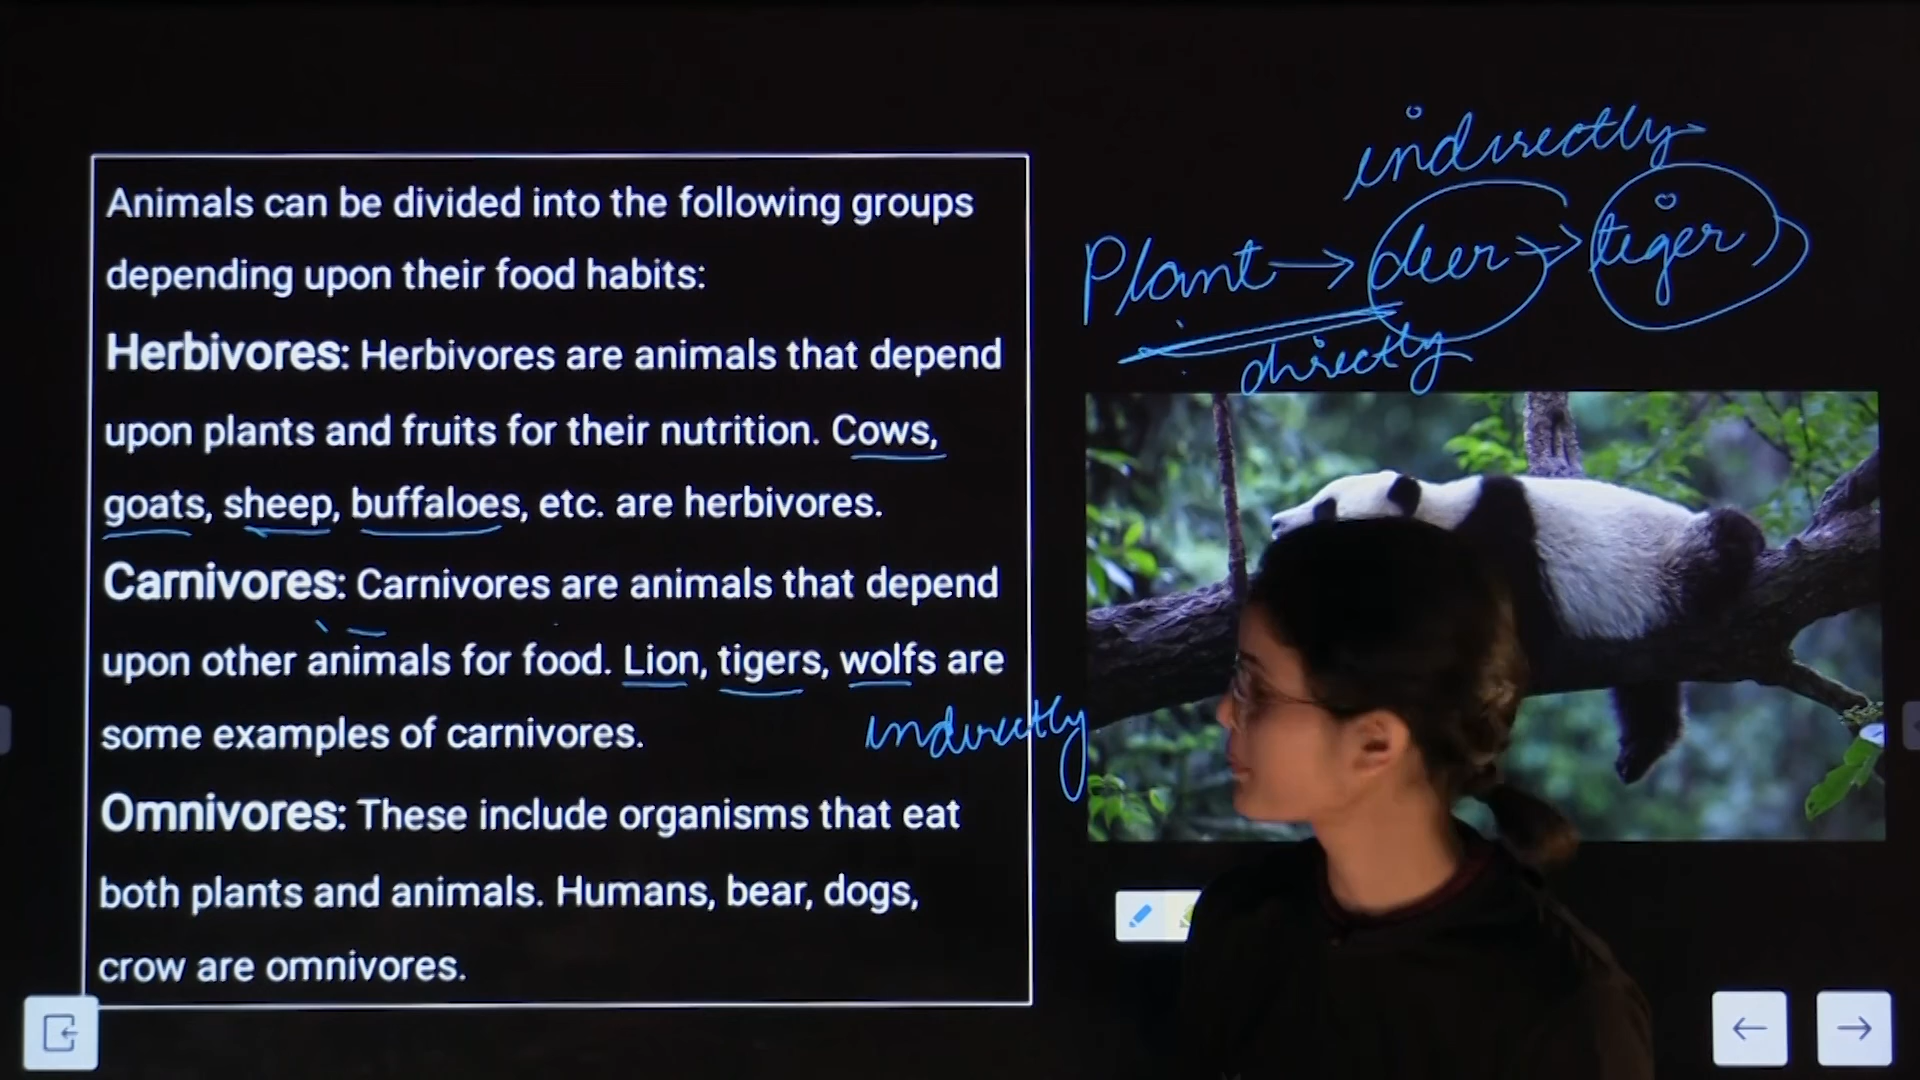 Animals can be divided into the following groups
depending upon their food habits:
Herbivores: Herbivores are animals that depend
upon plants and fruits for their nutrition. Cows,
goats, sheep, buffaloes, etc. are herbivores.
Carnivores: Carnivores are animals that depend
upon other animals for food. Lion, tigers, wolfs are
some examples of carnivores.
indirectly
Omnivores: These include organisms that eat
both plants and animals. Humans, bear, dogs,
crow are omnivores.
indirectly
Plant → deer → tiger
directly